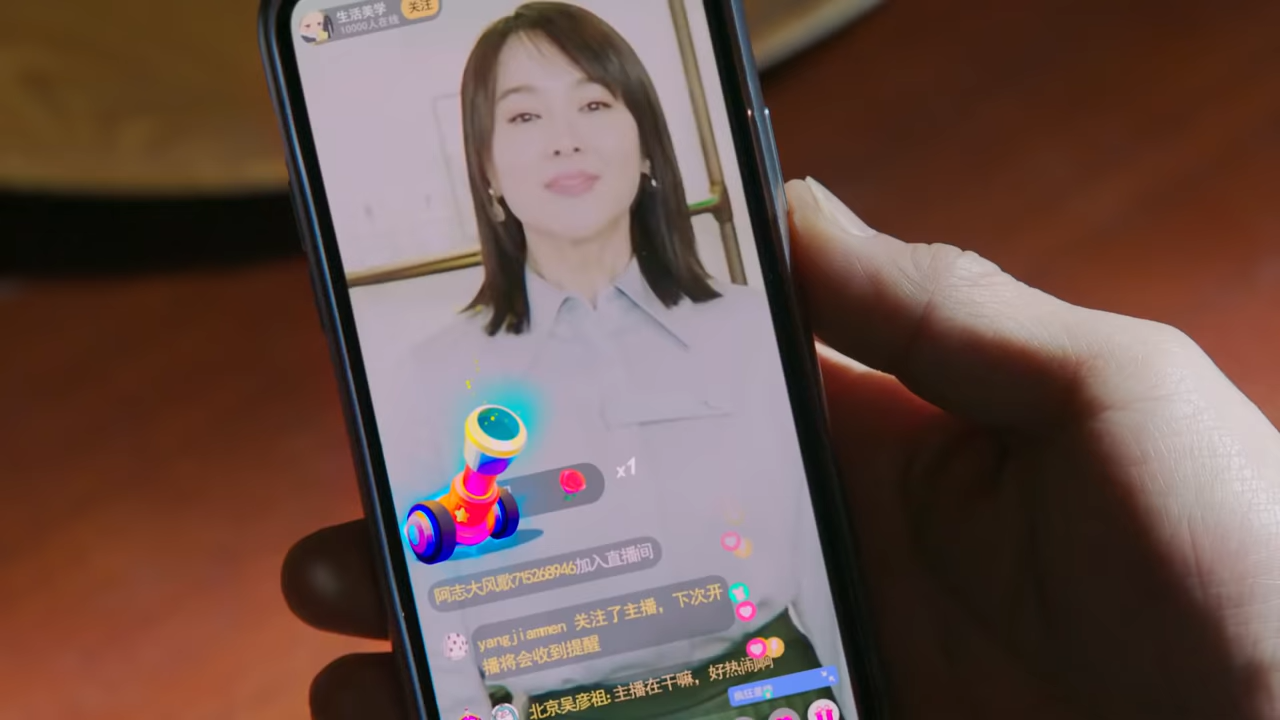 生活美学
10000人在线
关注
x1
阿志大风歌715268946加入直播间
yangjiammen 关注了主播，下次开
播将会收到提醒
北京吴彦祖: 主播在干嘛，好热闹啊